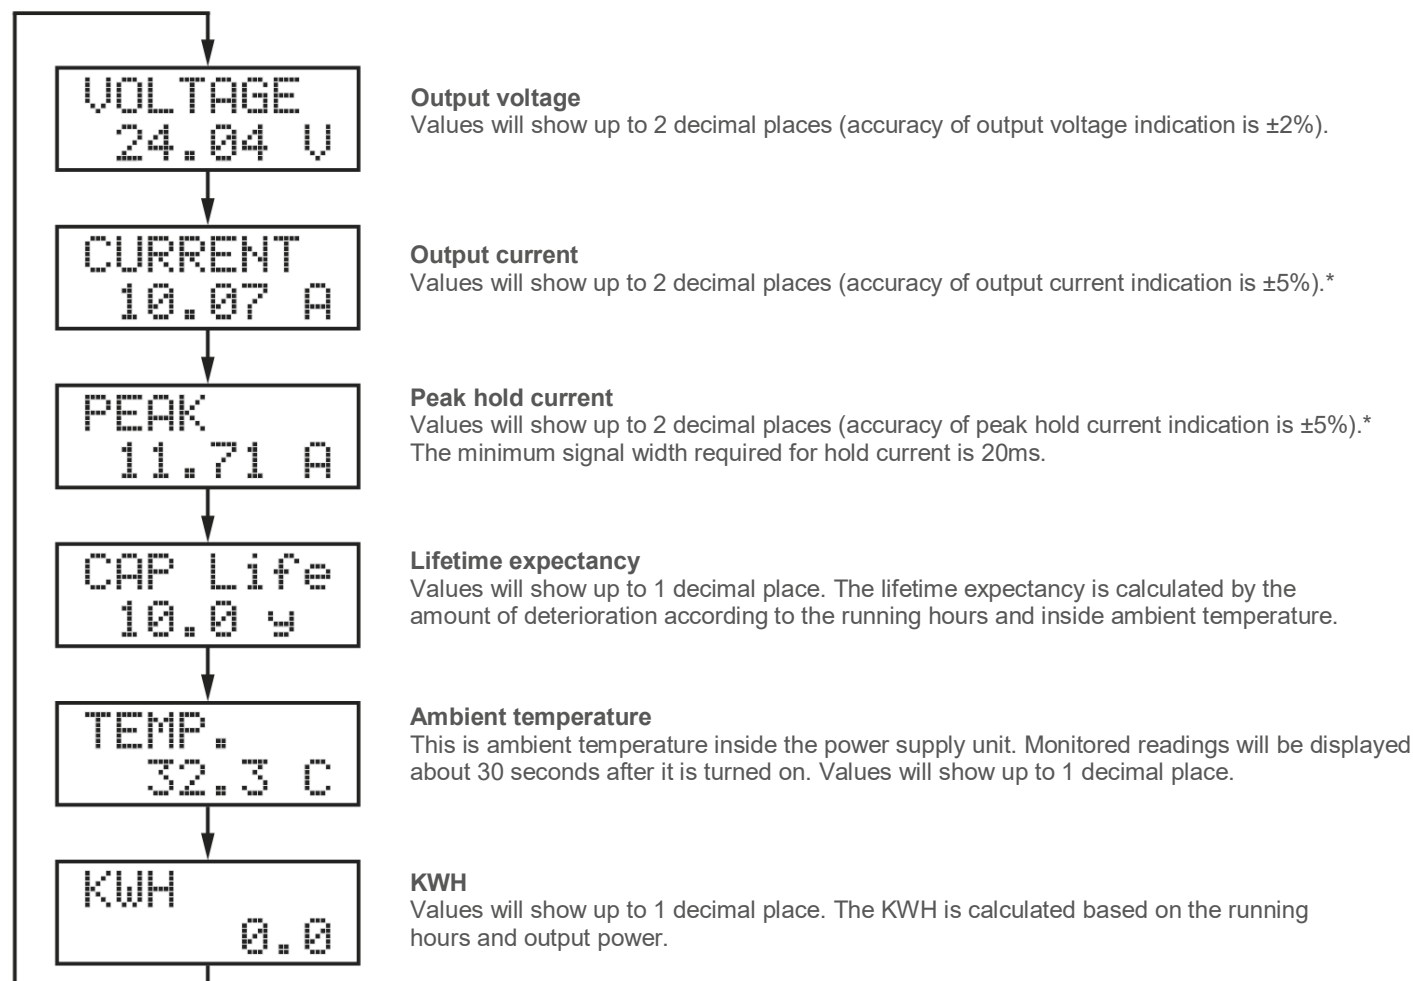 VOLTAGE
24.04 V
Output voltage
Values will show up to 2 decimal places (accuracy of output voltage indication is ±2%).
CURRENT
10.07 A
Output current
Values will show up to 2 decimal places (accuracy of output current indication is ±5%).*
PEAK
11.71 A
Peak hold current
Values will show up to 2 decimal places (accuracy of peak hold current indication is ±5%).*
The minimum signal width required for hold current is 20ms.
CAP Life
10.0 y
Lifetime expectancy
Values will show up to 1 decimal place. The lifetime expectancy is calculated by the
amount of deterioration according to the running hours and inside ambient temperature.
TEMP.
32.3 C
Ambient temperature
This is ambient temperature inside the power supply unit. Monitored readings will be displayed
about 30 seconds after it is turned on. Values will show up to 1 decimal place.
KWH
0.0
KWH
Values will show up to 1 decimal place. The KWH is calculated based on the running
hours and output power.